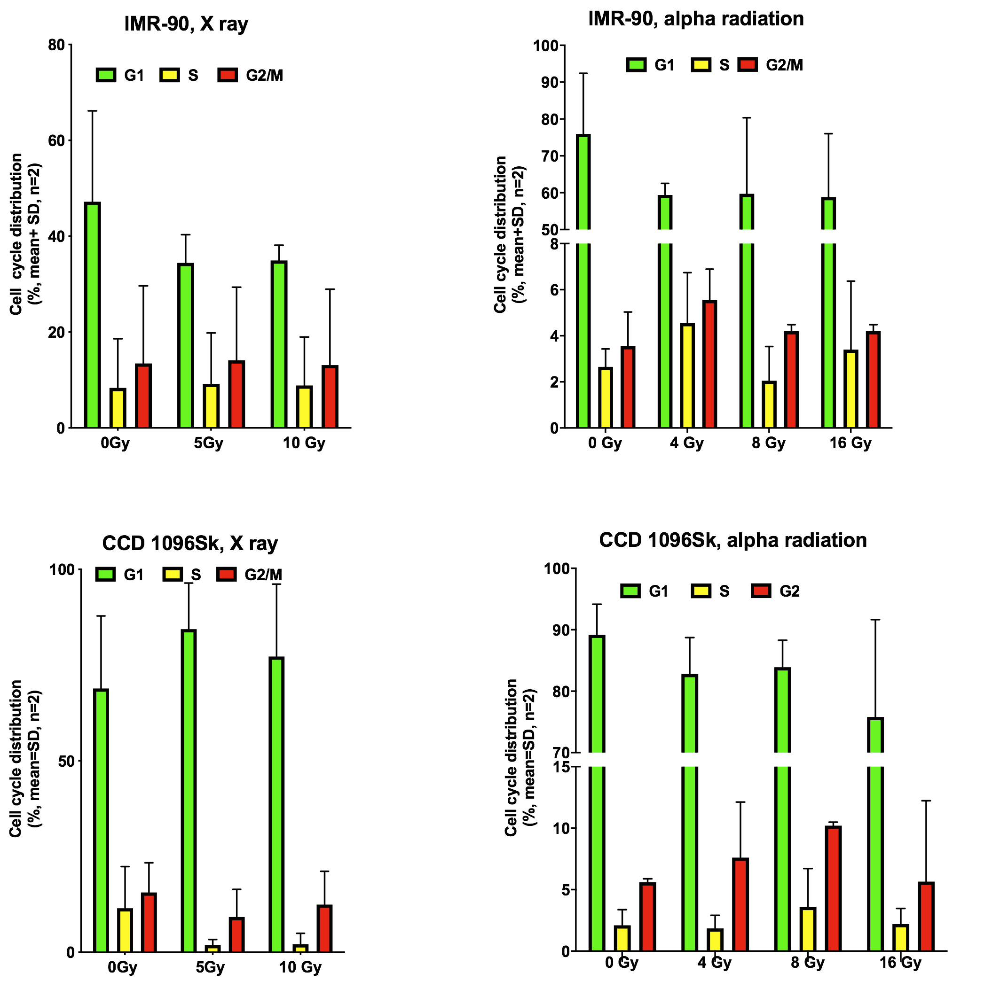 IMR-90, X ray
80
60
40
20
0
G1 S G2/M
Cell cycle distribution
(%, mean+ SD, n=2)
0Gy 5Gy 10 Gy
IMR-90, alpha radiation
100
90
80
70
60
50
8
6
4
2
0
G1 S G2/M
Cell cycle distribution
(%, mean+SD, n=2)
0 Gy 4 Gy 8 Gy 16 Gy
CCD 1096Sk, X ray
100
50
0
G1 S G2/M
Cell cycle distribution
(%, mean=SD, n=2)
0Gy 5Gy 10 Gy
CCD 1096Sk, alpha radiation
100
90
80
70
15
10
5
0
G1 S G2
Cell cycle distribution
(%, mean=SD, n=2)
0 Gy 4 Gy 8 Gy 16 Gy